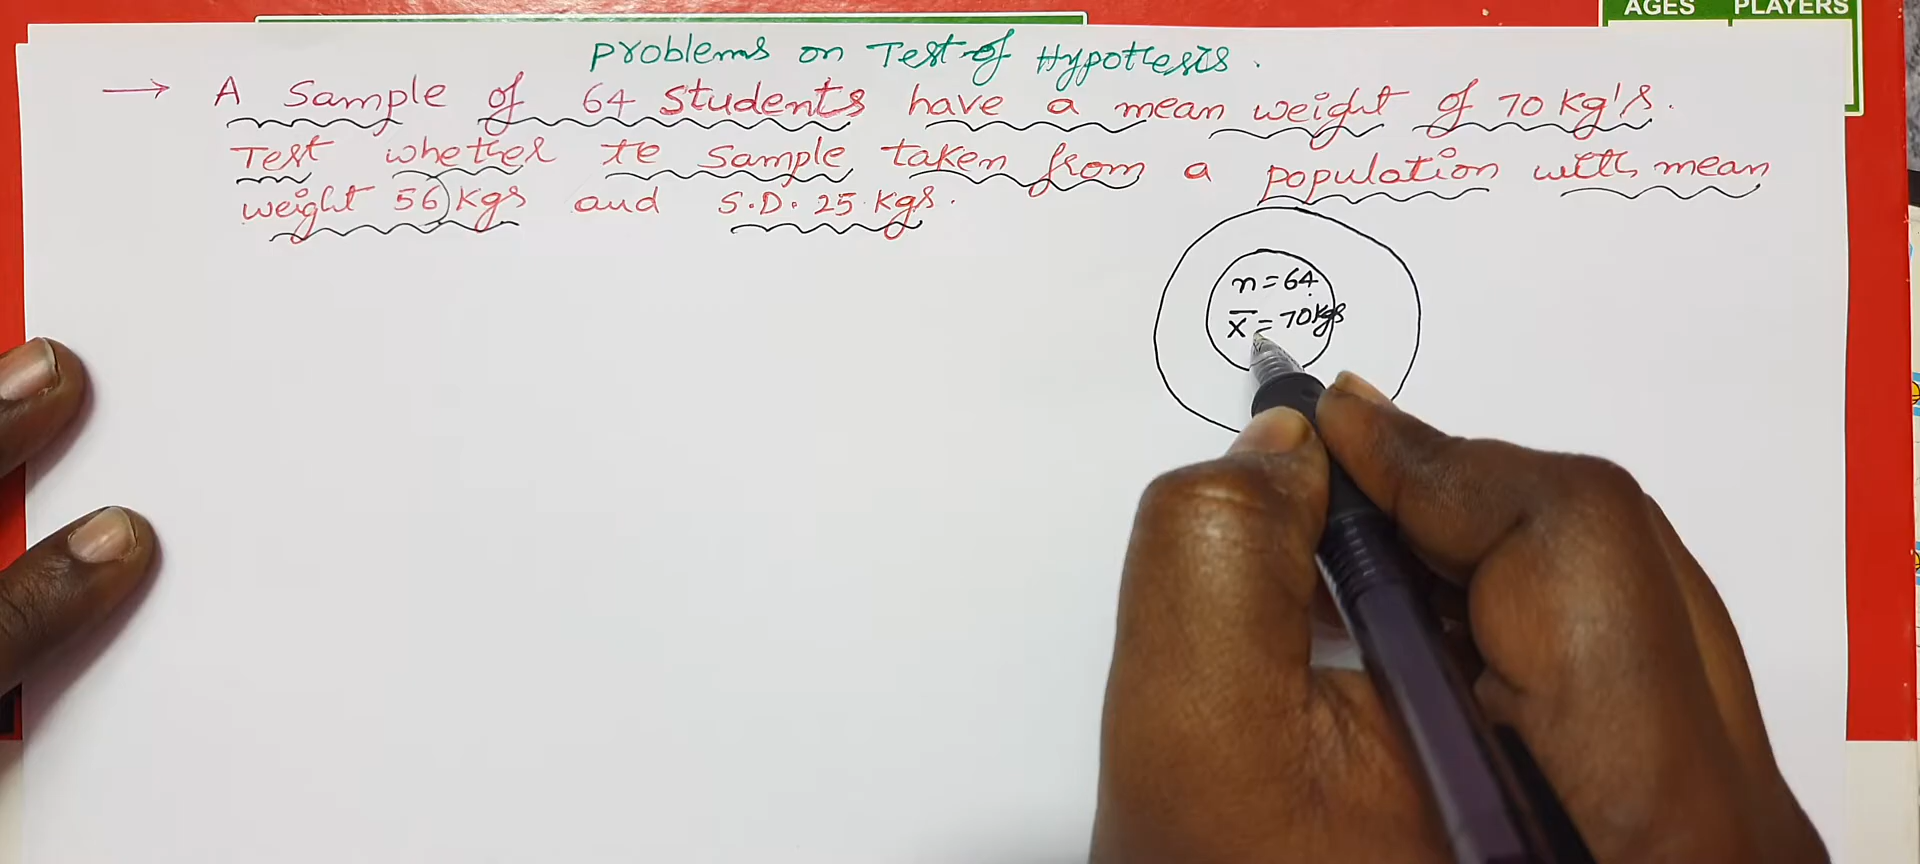 AGES PLAYERS
Problems on Test of Hypothesis.
→ A Sample of 64 Students have a mean weight of 70 Kg's.
Test whether te Sample taken from a population with mean
weight 56 kgs and S.D. 25 Kgs.
n = 64
x̅ = 70kgs